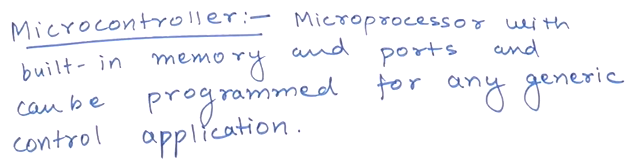 Microcontroller:- Microprocessor with
built-in memory and ports and
can be programmed for any generic
control application.